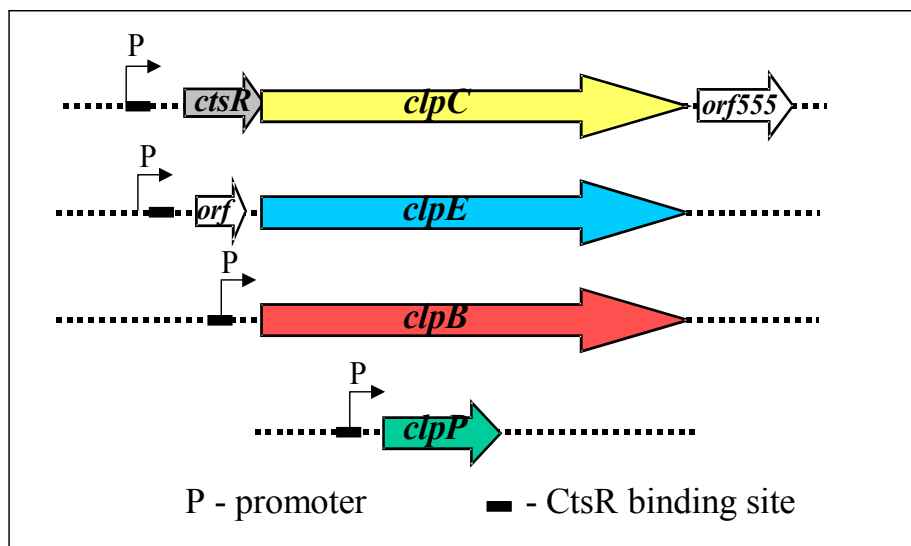 P
ctsR clpC orf555
P
orf clpE
P
clpB
P
clpP
P - promoter - CtsR binding site